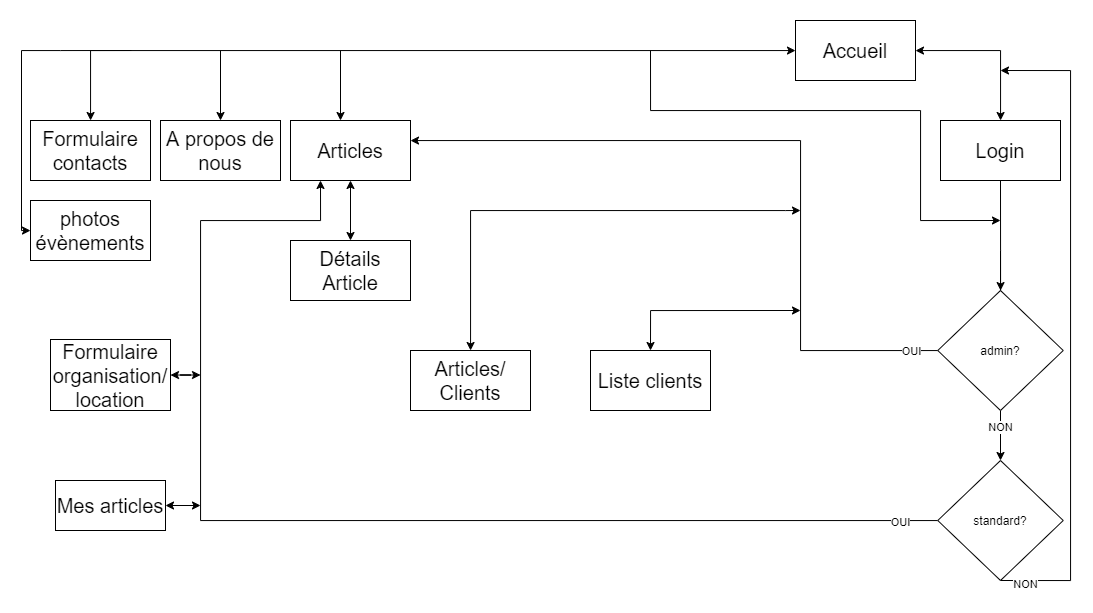 Accueil
Formulaire
contacts
A propos de
nous
Articles
Login
photos
évènements
Détails
Article
Formulaire
organisation/
location
Articles/
Clients
Liste clients
OUI
admin?
NON
Mes articles
OUI
standard?
NON